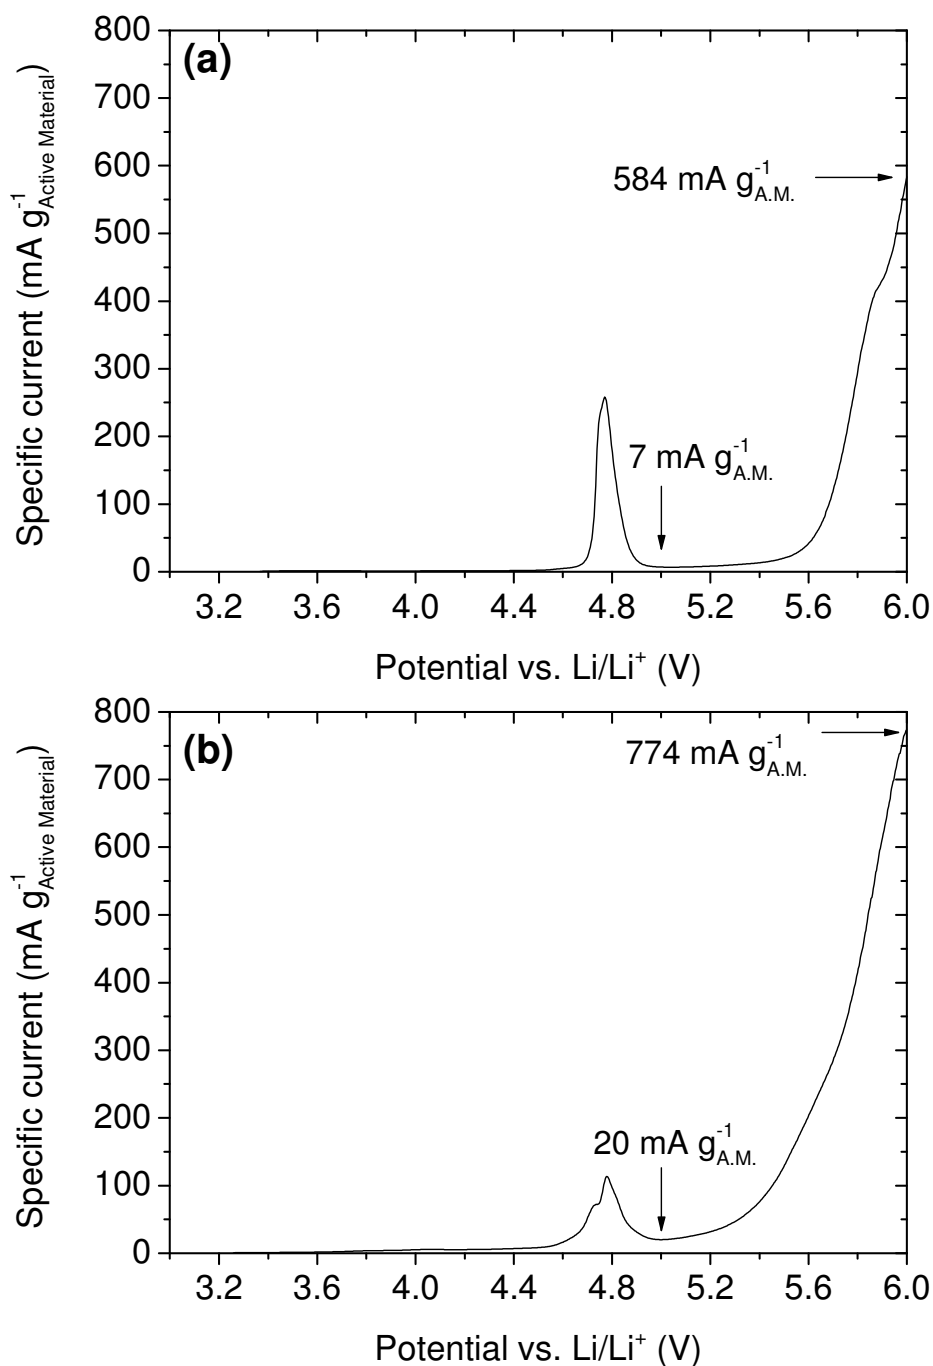 (a)
800
700
600
500
400
300
200
100
0
Specific current (mA g⁻¹Active Material)
584 mA g⁻¹A.M.
7 mA g⁻¹A.M.
3.2 3.6 4.0 4.4 4.8 5.2 5.6 6.0
Potential vs. Li/Li⁺ (V)
(b)
800
700
600
500
400
300
200
100
0
Specific current (mA g⁻¹Active Material)
774 mA g⁻¹A.M.
20 mA g⁻¹A.M.
3.2 3.6 4.0 4.4 4.8 5.2 5.6 6.0
Potential vs. Li/Li⁺ (V)